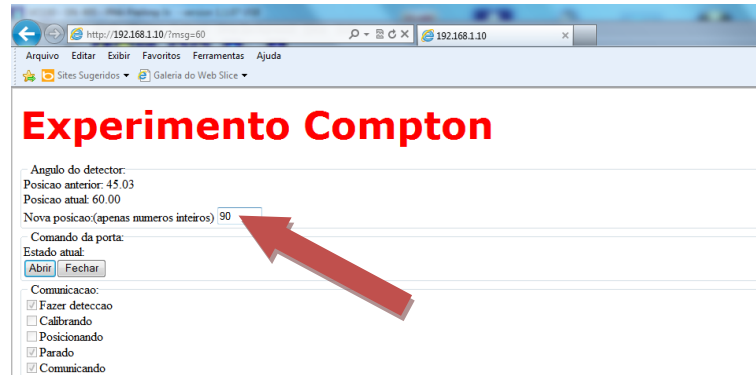 http://192.168.1.10/?msg=60
192.168.1.10
Arquivo Editar Exibir Favoritos Ferramentas Ajuda
Sites Sugeridos Galeria do Web Slice
Experimento Compton
Angulo do detector:
Posicao anterior: 45.03
Posicao atual: 60.00
Nova posicao:(apenas numeros inteiros) 90
Comando da porta:
Estado atual:
Abrir Fechar
Comunicacao:
Fazer deteccao
Calibrando
Posicionando
Parado
Comunicando